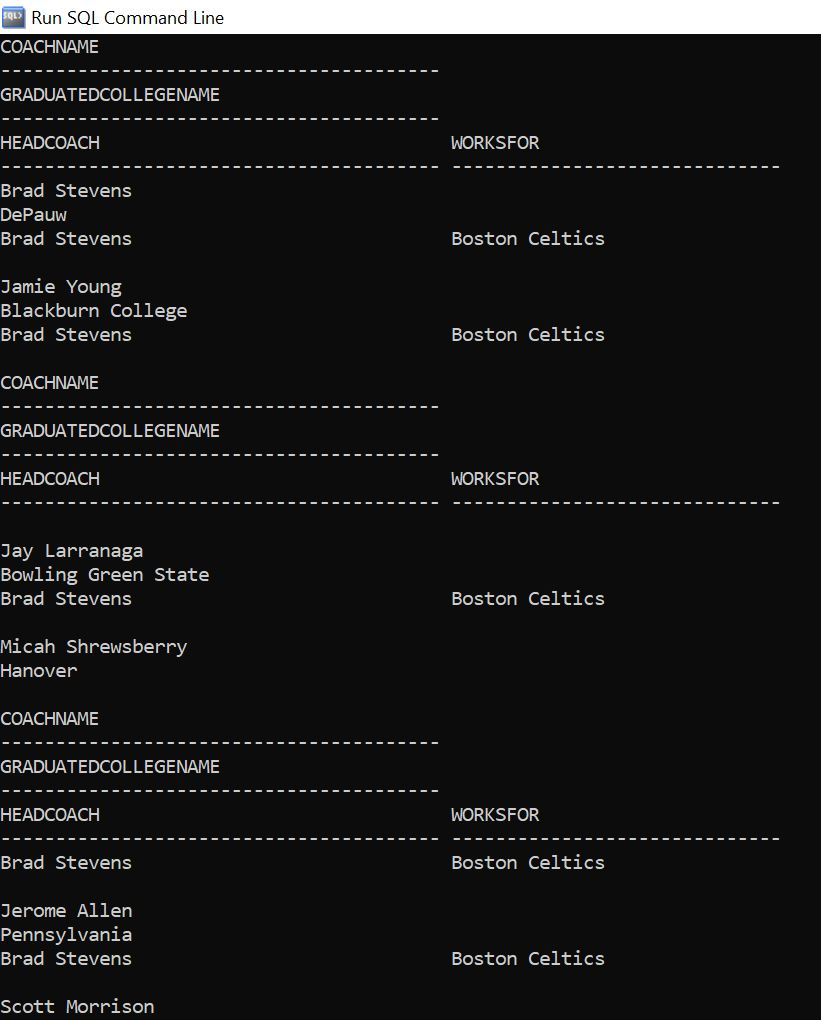 Run SQL Command Line
COACHNAME
----------------------------------------
GRADUATEDCOLLEGENAME
----------------------------------------
HEADCOACH WORKSFOR
---------------------------------------- ------------------------------
Brad Stevens
DePauw
Brad Stevens Boston Celtics
Jamie Young
Blackburn College
Brad Stevens Boston Celtics
COACHNAME
----------------------------------------
GRADUATEDCOLLEGENAME
----------------------------------------
HEADCOACH WORKSFOR
---------------------------------------- ------------------------------
Jay Larranaga
Bowling Green State
Brad Stevens Boston Celtics
Micah Shrewsberry
Hanover
COACHNAME
----------------------------------------
GRADUATEDCOLLEGENAME
----------------------------------------
HEADCOACH WORKSFOR
---------------------------------------- ------------------------------
Brad Stevens Boston Celtics
Jerome Allen
Pennsylvania
Brad Stevens Boston Celtics
Scott Morrison